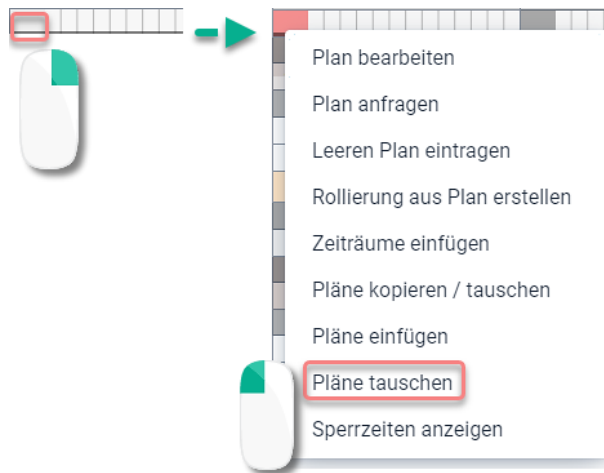 Plan bearbeiten
Plan anfragen
Leeren Plan eintragen
Rollierung aus Plan erstellen
Zeiträume einfügen
Pläne kopieren / tauschen
Pläne einfügen
Pläne tauschen
Sperrzeiten anzeigen